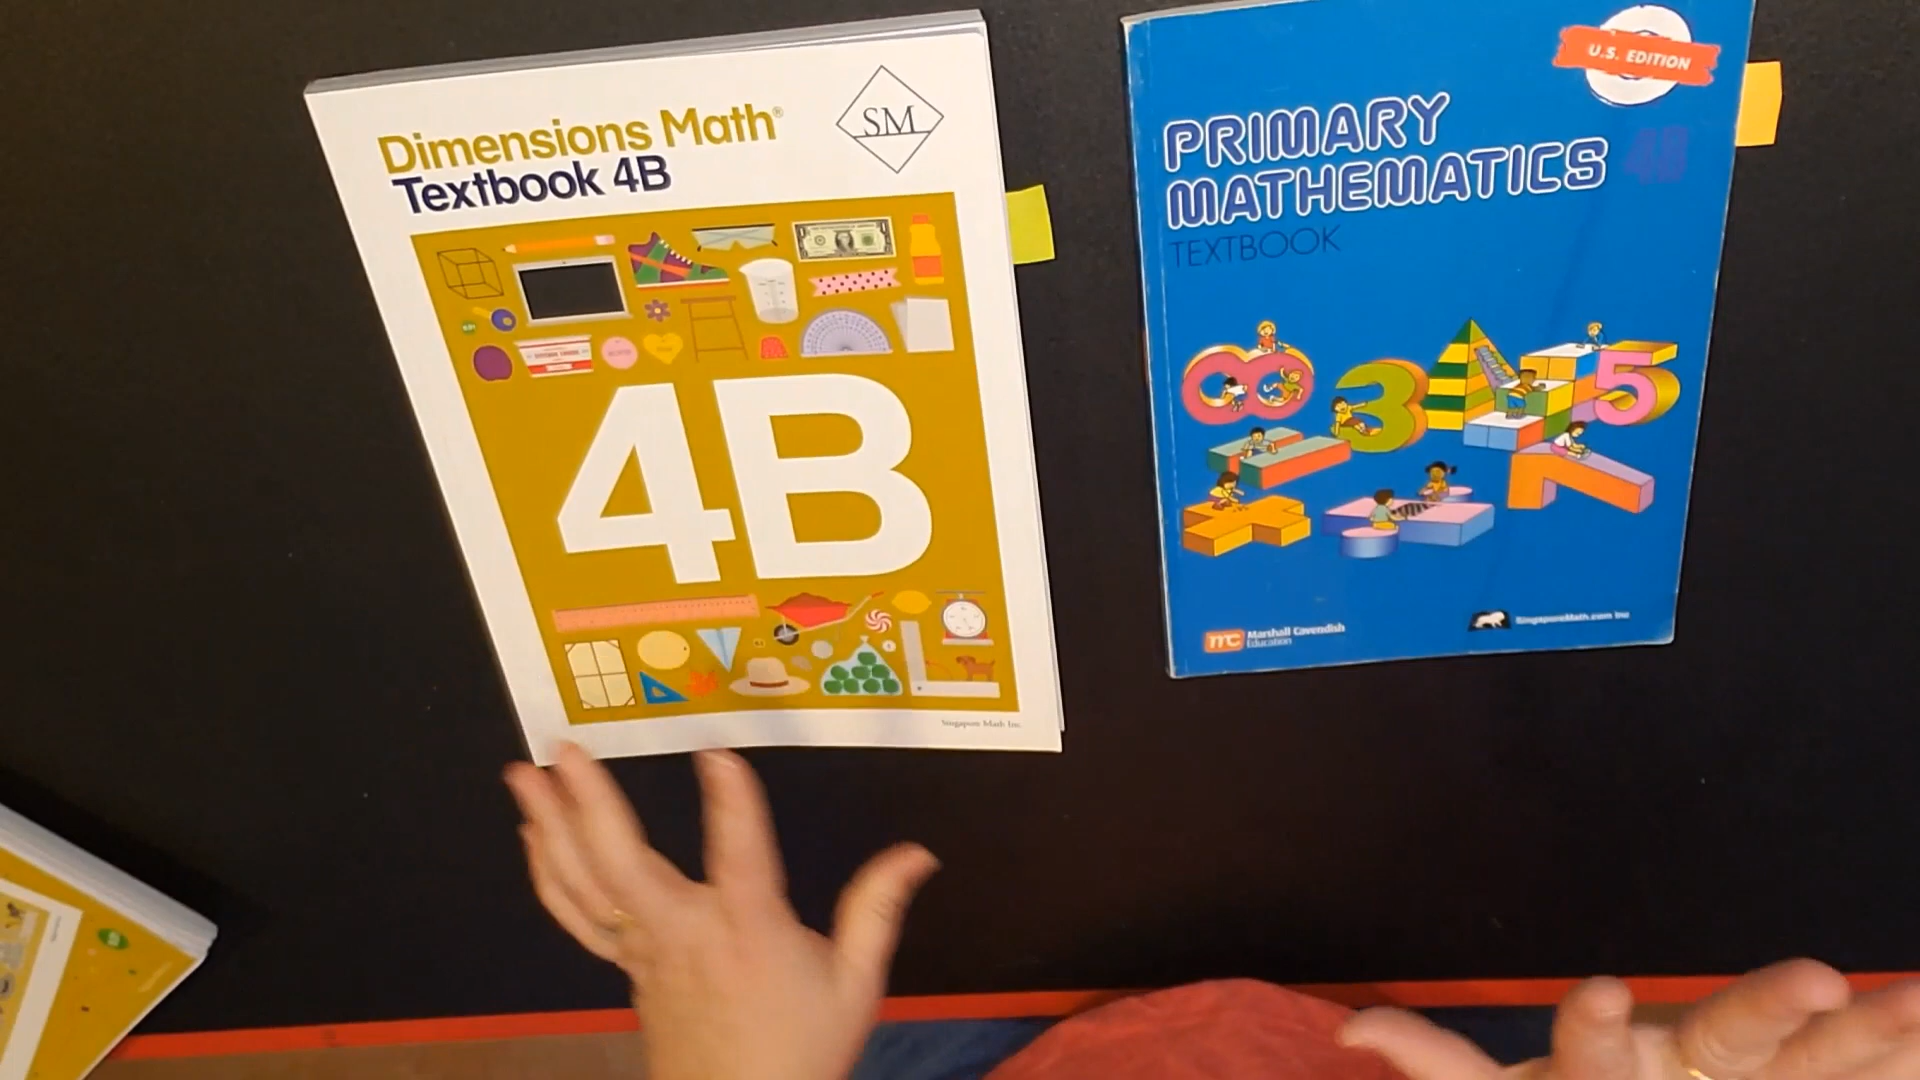 Dimensions Math®
Textbook 4B
SM
4B
Singapore Math Inc.
U.S. EDITION
PRIMARY
MATHEMATICS 4B
TEXTBOOK
mc Marshall Cavendish
Education
SingaporeMath.com Inc